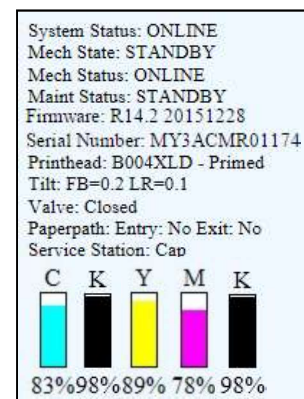 System Status: ONLINE
Mech State: STANDBY
Mech Status: ONLINE
Maint Status: STANDBY
Firmware: R14.2 20151228
Serial Number: MY3ACMR01174
Printhead: B004XLD - Primed
Tilt: FB=0.2 LR=0.1
Valve: Closed
Paperpath: Entry: No Exit: No
Service Station: Cap
C K Y M K
83%98%89% 78% 98%